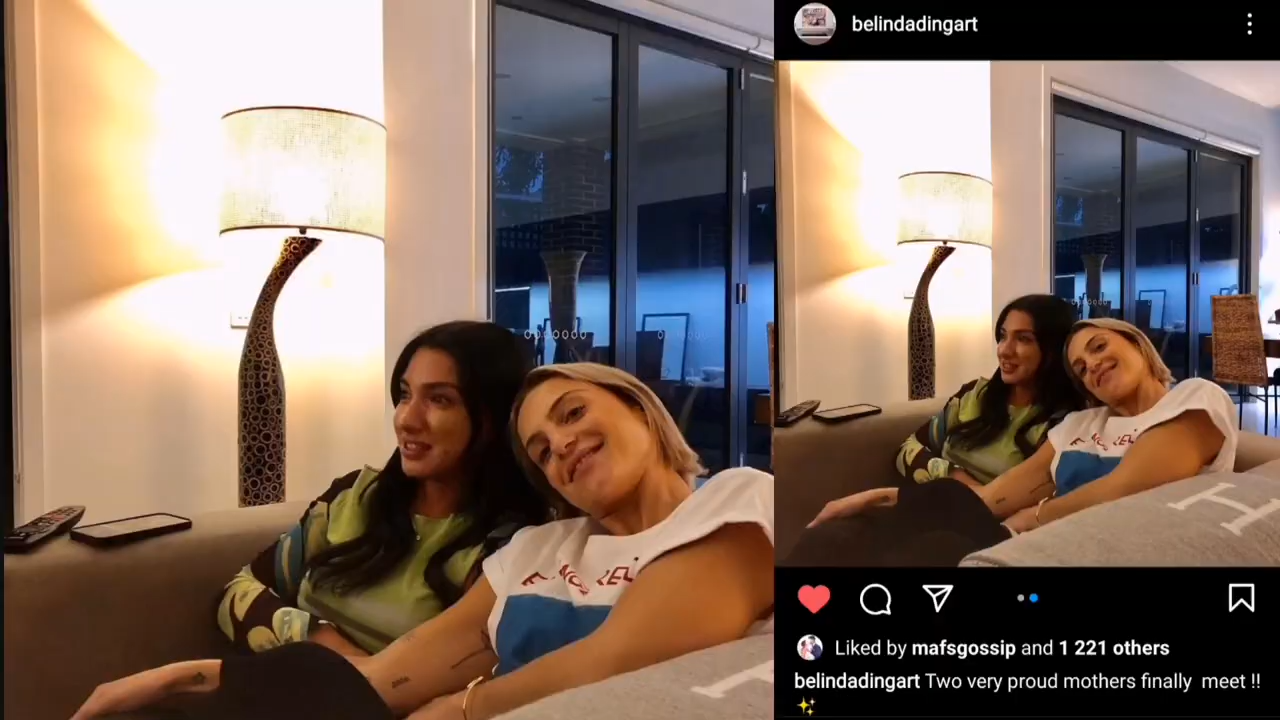 belindadingart
Liked by mafsgossip and 1 221 others
belindadingart Two very proud mothers finally meet !!
✨